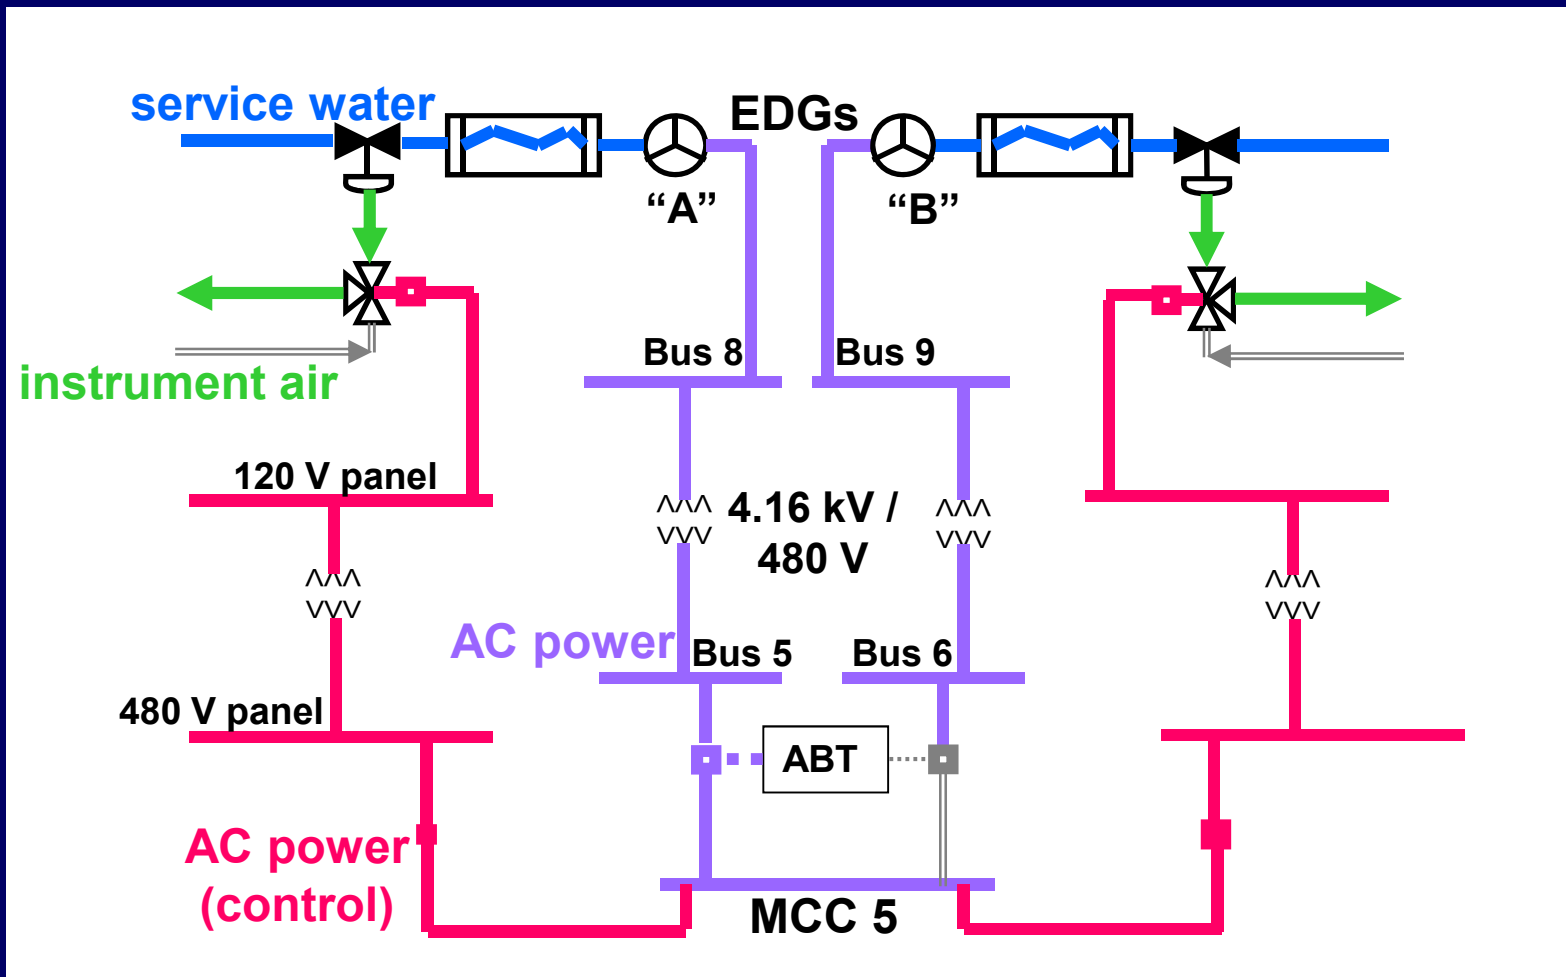 service water
EDGs
“A”
“B”
Bus 8
Bus 9
instrument air
120 V panel
4.16 kV /
480 V
AC power
Bus 5
Bus 6
480 V panel
ABT
AC power
(control)
MCC 5